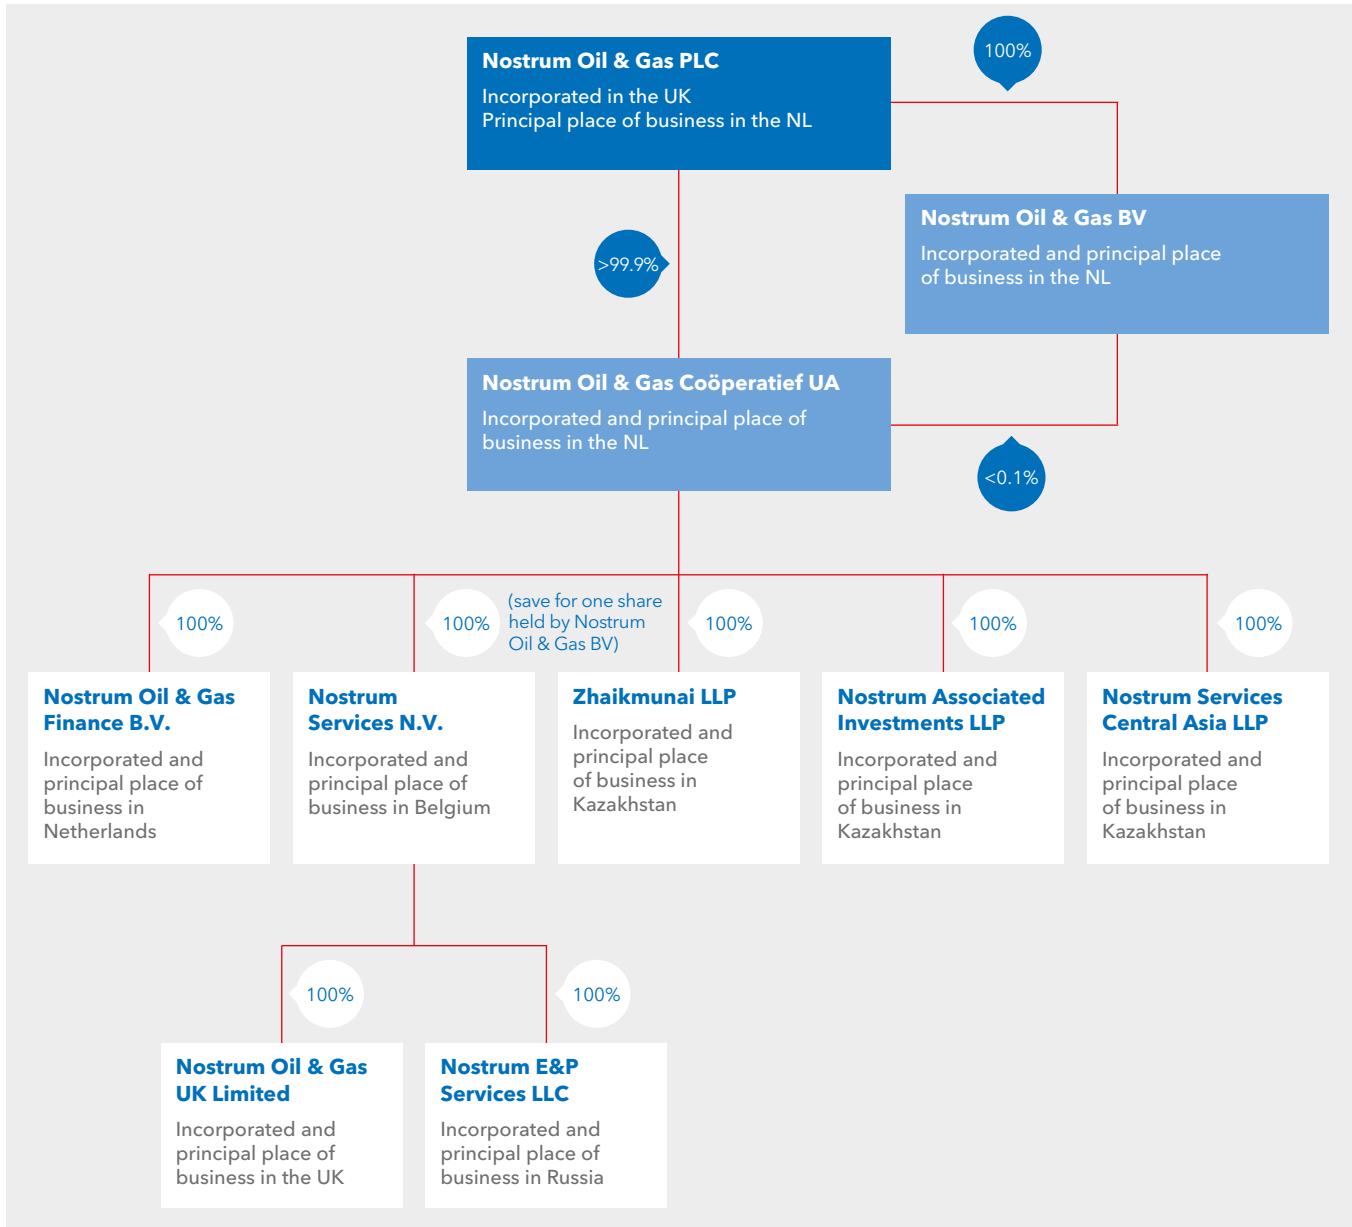 Nostrum Oil & Gas PLC
Incorporated in the UK
Principal place of business in the NL
100%
Nostrum Oil & Gas BV
Incorporated and principal place
of business in the NL
>99.9%
Nostrum Oil & Gas Coöperatief UA
Incorporated and principal place of
business in the NL
<0.1%
100%
100%
(save for one share
held by Nostrum
Oil & Gas BV)
100%
100%
100%
Nostrum Oil & Gas
Finance B.V.
Incorporated and
principal place of
business in
Netherlands
Nostrum
Services N.V.
Incorporated and
principal place of
business in Belgium
Zhaikmunai LLP
Incorporated and
principal place
of business in
Kazakhstan
Nostrum Associated
Investments LLP
Incorporated and
principal place
of business in
Kazakhstan
Nostrum Services
Central Asia LLP
Incorporated and
principal place
of business in
Kazakhstan
100%
100%
Nostrum Oil & Gas
UK Limited
Incorporated and
principal place of
business in the UK
Nostrum E&P
Services LLC
Incorporated and
principal place of
business in Russia